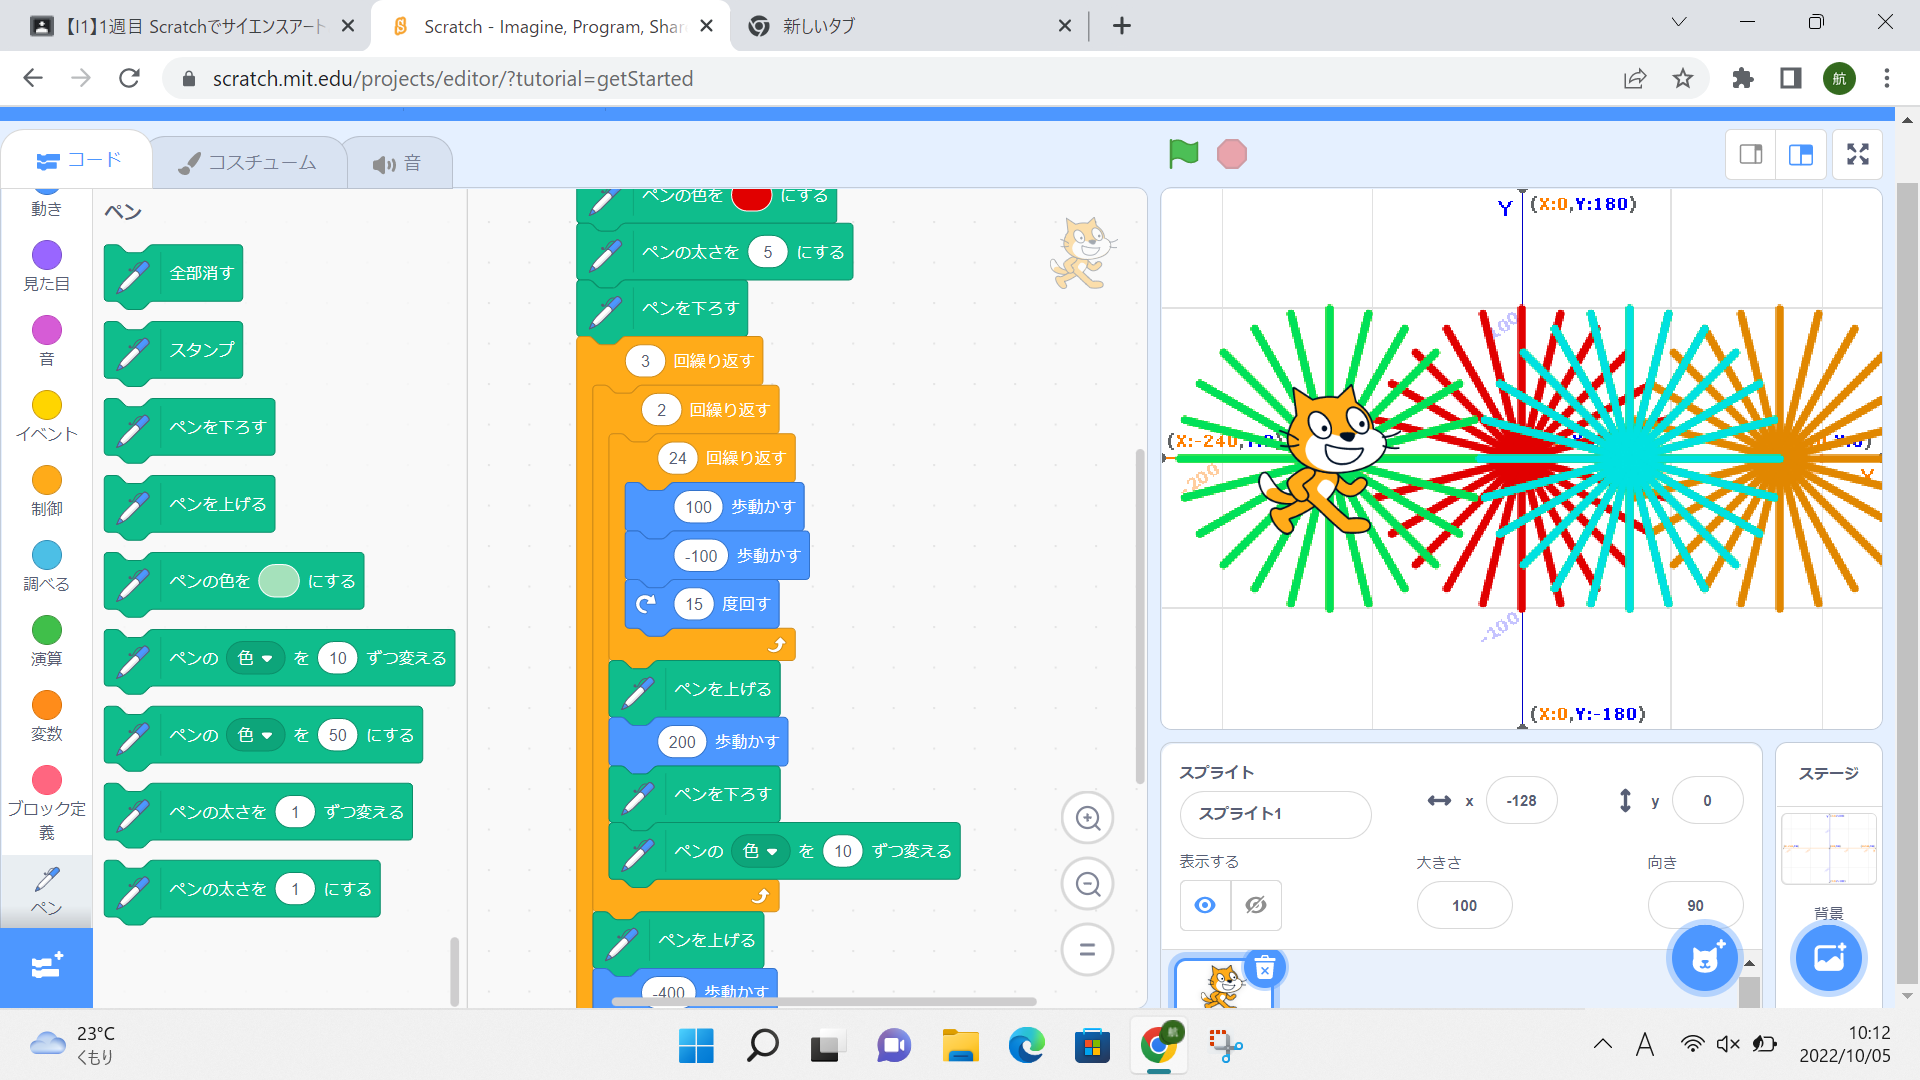 【I1】1週目 Scratchでサイエンスアート
Scratch - Imagine, Program, Shar
新しいタブ
scratch.mit.edu/projects/editor/?tutorial=getStarted
航
コード
コスチューム
音
動き
見た目
音
イベント
制御
調べる
演算
変数
ブロック定義
ペン
ペン
全部消す
スタンプ
ペンを下ろす
ペンを上げる
ペンの色を にする
ペンの 色 を 10 ずつ変える
ペンの 色 を 50 にする
ペンの太さを 1 ずつ変える
ペンの太さを 1 にする
ペンの色を にする
ペンの太さを 5 にする
ペンを下ろす
3 回繰り返す
2 回繰り返す
24 回繰り返す
100 歩動かす
-100 歩動かす
15 度回す
ペンを上げる
200 歩動かす
ペンを下ろす
ペンの 色 を 10 ずつ変える
ペンを上げる
-400 歩動かす
Y (X:0,Y:180)
100
(X:-240,
-200
X
-100
(X:0,Y:-180)
スプライト
スプライト1
x -128
y 0
表示する
大きさ
100
向き
90
ステージ
背景
23°C
くもり
航
A
10:12
2022/10/05